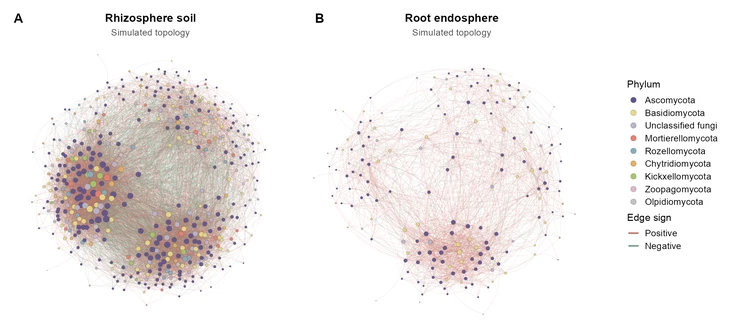 A
Rhizosphere soil
Simulated topology
B
Root endosphere
Simulated topology
Phylum
Ascomycota
Basidiomycota
Unclassified fungi
Mortierellomycota
Rozellomycota
Chytridiomycota
Kickxellomycota
Zoopagomycota
Olpidiomycota
Edge sign
Positive
Negative